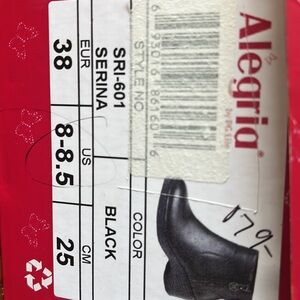 Alegria
by PG Lite
STYLE NO.
SRI-601
SERINA
COLOR
BLACK
EUR
US
CM
38
8-8.5
25
179-